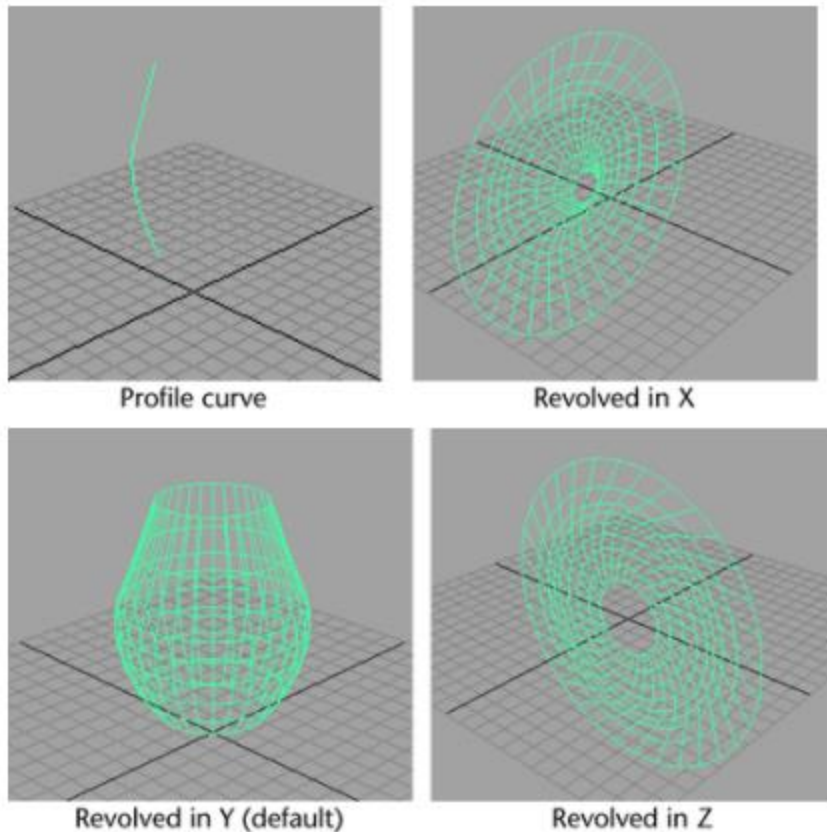 Profile curve
Revolved in X
Revolved in Y (default)
Revolved in Z